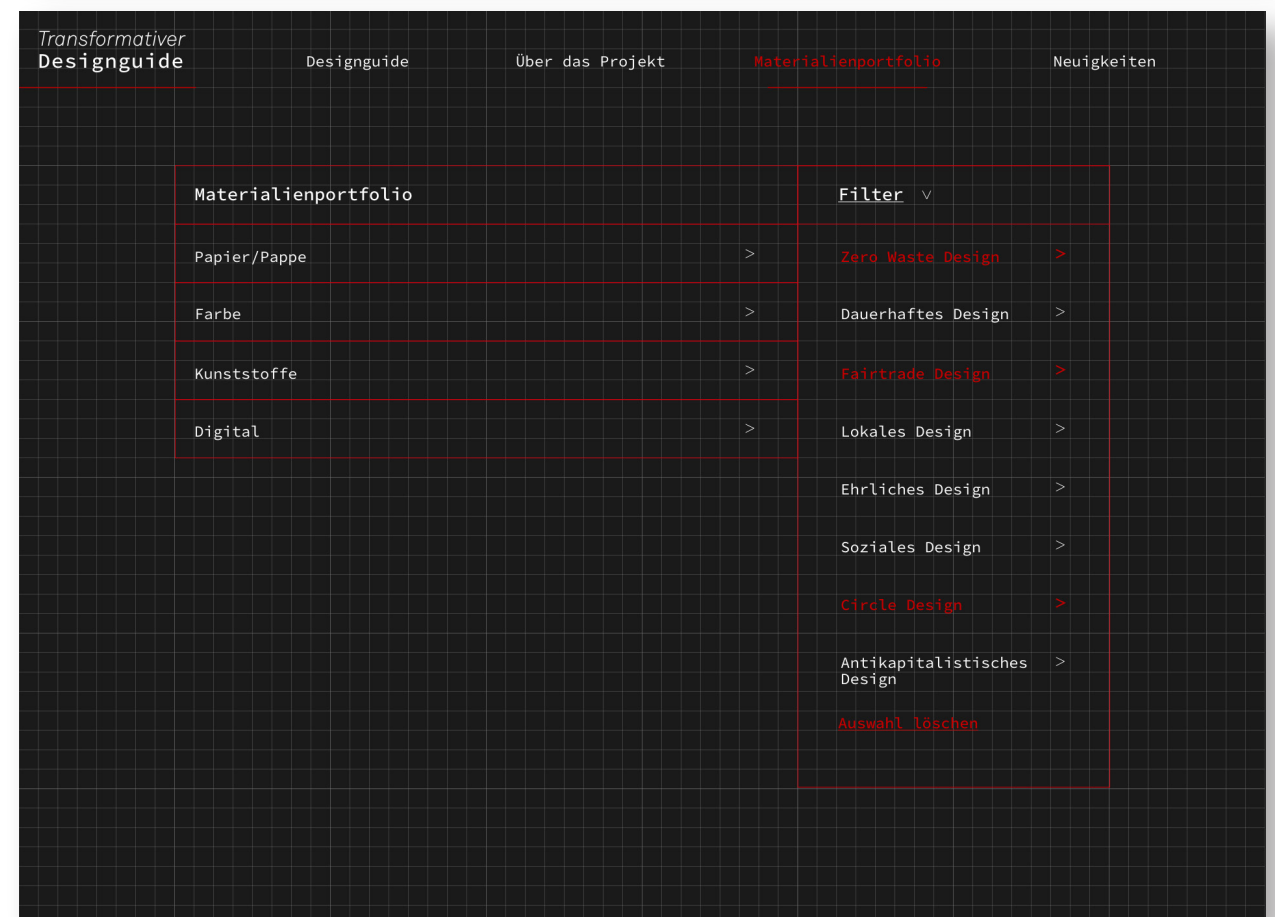 Transformativer
Designguide
Designguide
Über das Projekt
Materialienportfolio
Neuigkeiten
Materialienportfolio
Filter ∨
Papier/Pappe >
Farbe >
Kunststoffe >
Digital >
Zero Waste Design >
Dauerhaftes Design >
Fairtrade Design >
Lokales Design >
Ehrliches Design >
Soziales Design >
Circle Design >
Antikapitalistisches >
Design
Auswahl löschen